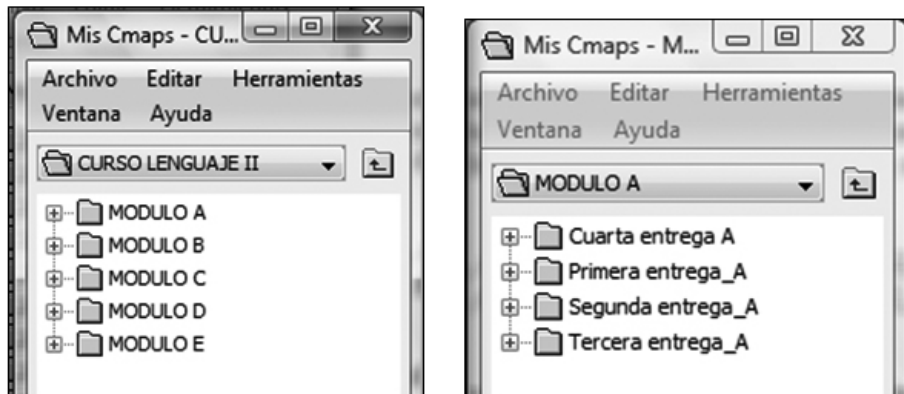 Mis Cmaps - CU...
Archivo Editar Herramientas
Ventana Ayuda
CURSO LENGUAJE II
MODULO A
MODULO B
MODULO C
MODULO D
MODULO E
Mis Cmaps - M...
Archivo Editar Herramientas
Ventana Ayuda
MODULO A
Cuarta entrega A
Primera entrega_A
Segunda entrega_A
Tercera entrega_A